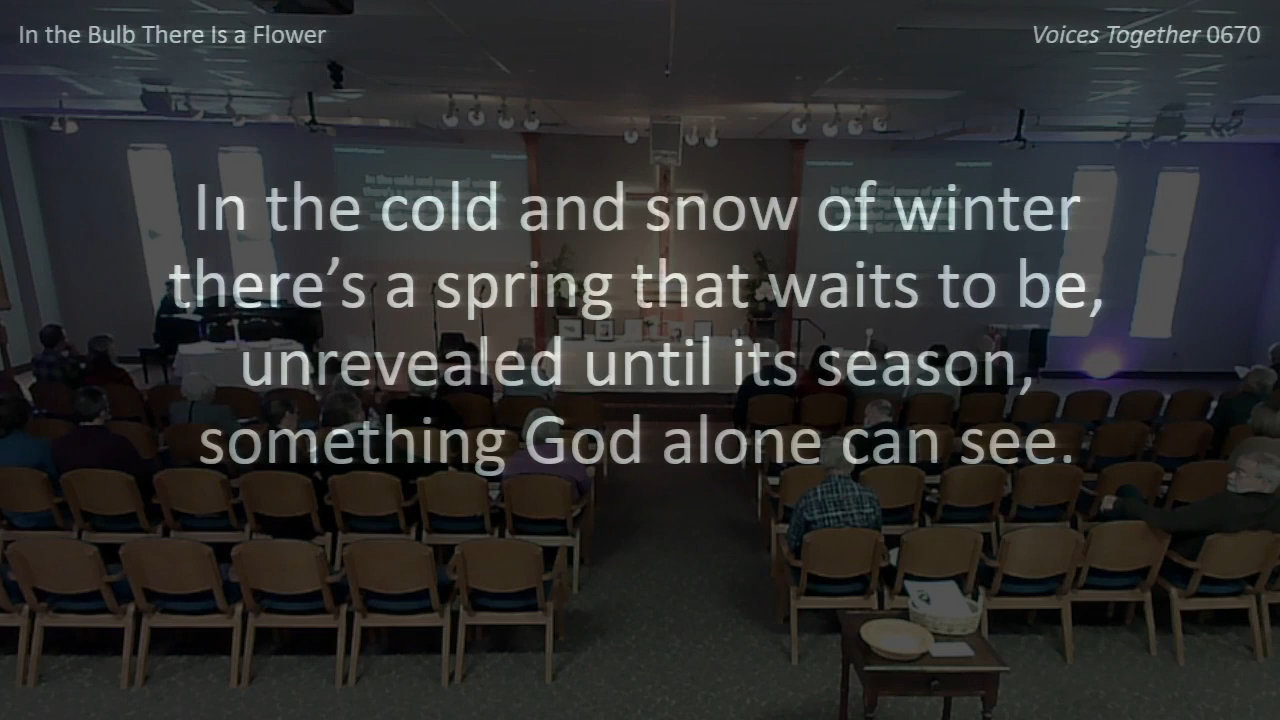 In the Bulb There Is a Flower
Voices Together 0670
In the cold and snow of winter
there’s a spring that waits to be,
unrevealed until its season,
something God alone can see.